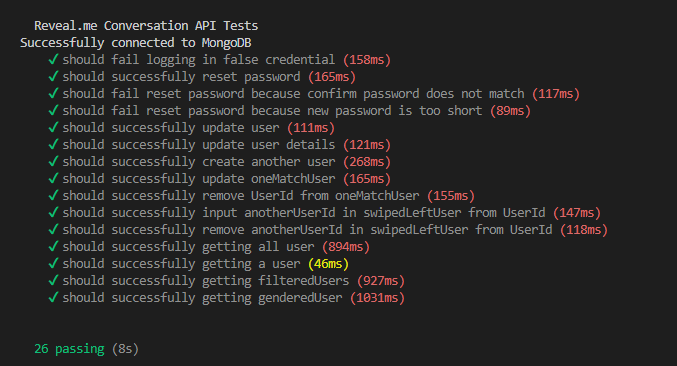 Reveal.me Conversation API Tests
Successfully connected to MongoDB
✓ should fail logging in false credential (158ms)
✓ should successfully reset password (165ms)
✓ should fail reset password because confirm password does not match (117ms)
✓ should fail reset password because new password is too short (89ms)
✓ should successfully update user (111ms)
✓ should successfully update user details (121ms)
✓ should successfully create another user (268ms)
✓ should successfully update oneMatchUser (165ms)
✓ should successfully remove UserId from oneMatchUser (155ms)
✓ should successfully input anotherUserId in swipedLeftUser from UserId (147ms)
✓ should successfully remove anotherUserId in swipedLeftUser from UserId (118ms)
✓ should successfully getting all user (894ms)
✓ should successfully getting a user (46ms)
✓ should successfully getting filteredUsers (927ms)
✓ should successfully getting genderedUser (1031ms)
26 passing (8s)